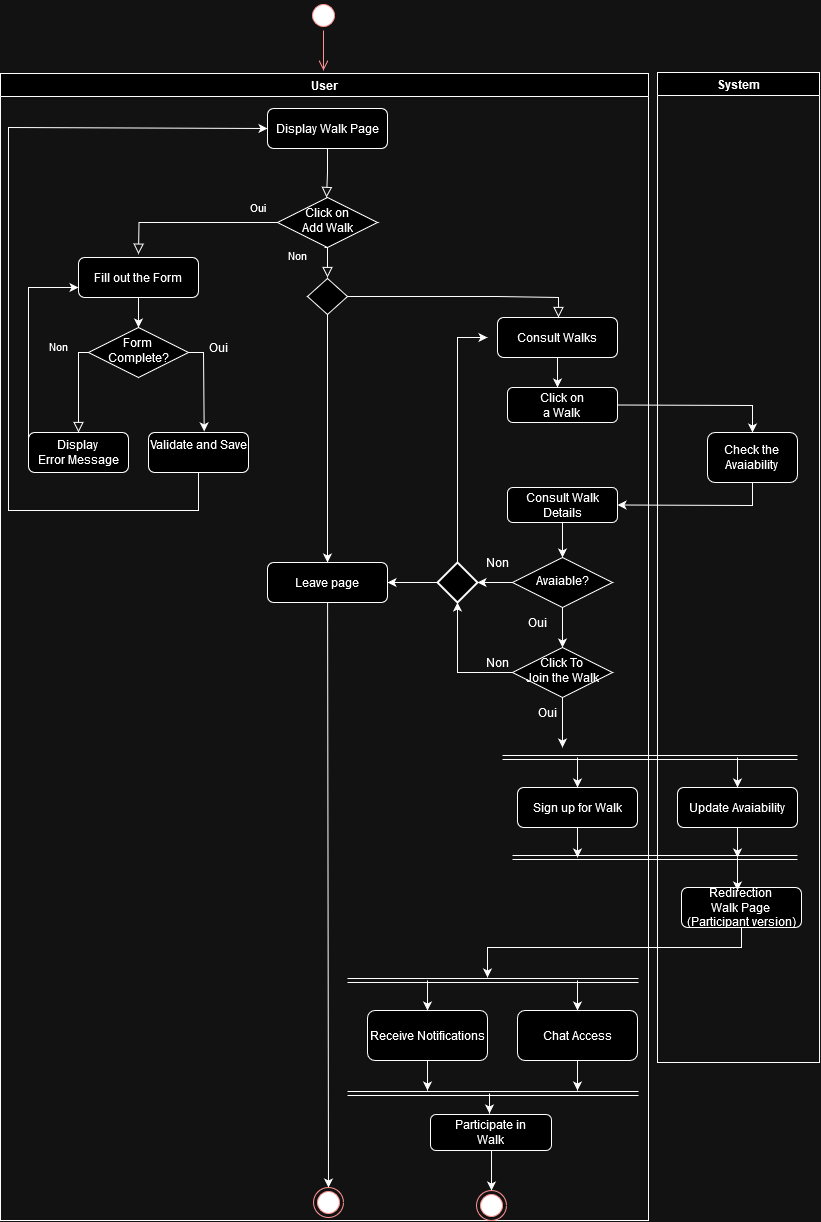 User
System
Display Walk Page
Oui
Click on
Add Walk
Non
Fill out the Form
Form
Complete?
Non
Oui
Consult Walks
Click on
a Walk
Display
Error Message
Validate and Save
Check the
Avaiability
Consult Walk
Details
Non
Leave page
Avaiable?
Oui
Non
Click To
Join the Walk
Oui
Sign up for Walk
Update Avaiability
Redirection
Walk Page
(Participant version)
Receive Notifications
Chat Access
Participate in
Walk